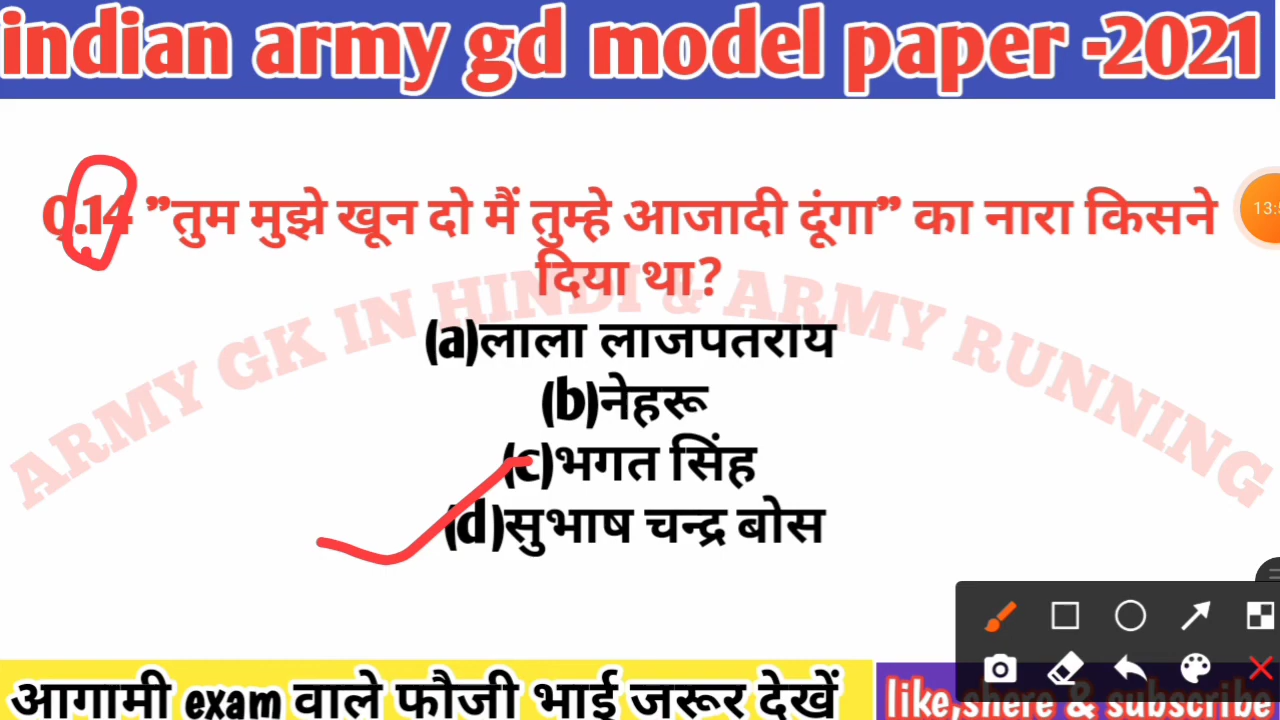 indian army gd model paper -2021
Q.14 ”तुम मुझे खून दो मैं तुम्हे आजादी दूंगा” का नारा किसने
दिया था?
ARMY GK IN HINDI & ARMY RUNNING
(a)लाला लाजपतराय
(b)नेहरू
(c)भगत सिंह
(d)सुभाष चन्द्र बोस
आगामी exam वाले फौजी भाई जरूर देखें
like,shere & subscribe